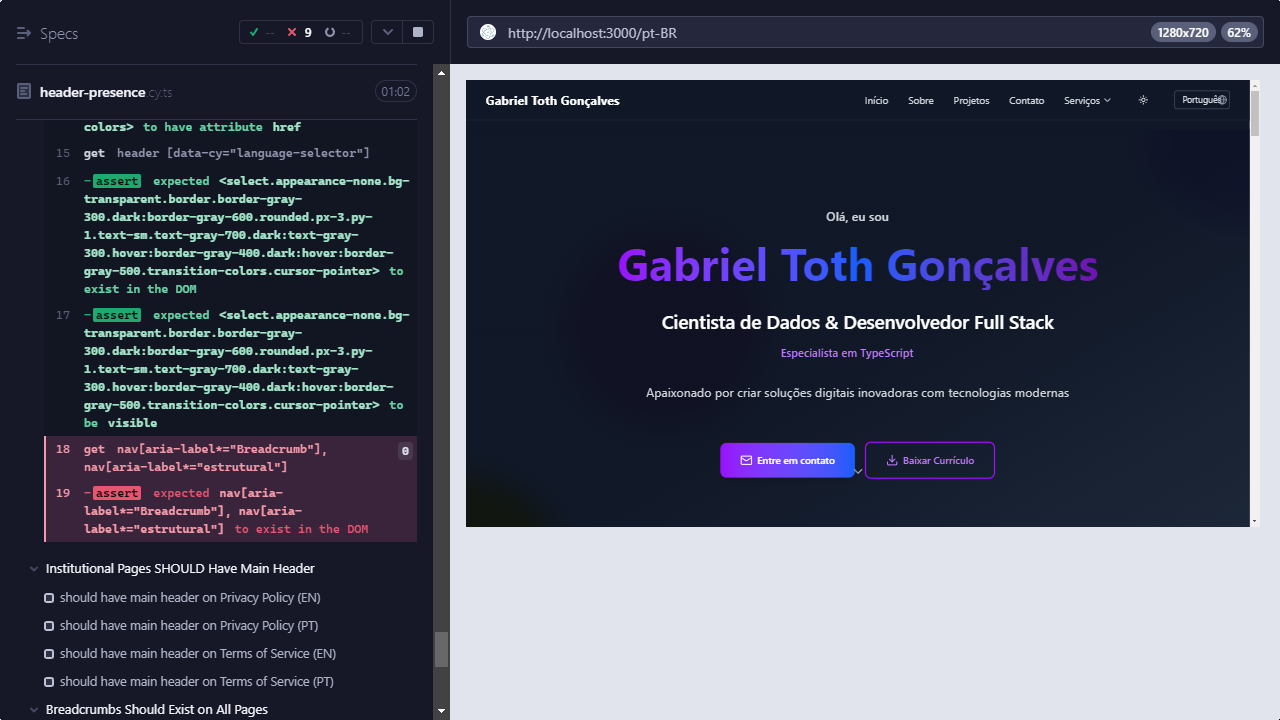 Specs
--
9
--
header-presence.cy.ts
01:02
colors> to have attribute href
15 get header [data-cy="language-selector"]
16 -assert expected <select.appearance-none.bg-
transparent.border.border-gray-
300.dark:border-gray-600.rounded.px-3.py-
1.text-sm.text-gray-700.dark:text-gray-
300.hover:border-gray-400.dark:hover:border-
gray-500.transition-colors.cursor-pointer> to
exist in the DOM
17 -assert expected <select.appearance-none.bg-
transparent.border.border-gray-
300.dark:border-gray-600.rounded.px-3.py-
1.text-sm.text-gray-700.dark:text-gray-
300.hover:border-gray-400.dark:hover:border-
gray-500.transition-colors.cursor-pointer> to
be visible
18 get nav[aria-label*="Breadcrumb"], 0
nav[aria-label*="estrutural"]
19 -assert expected nav[aria-
label*="Breadcrumb"], nav[aria-
label*="estrutural"] to exist in the DOM
Institutional Pages SHOULD Have Main Header
should have main header on Privacy Policy (EN)
should have main header on Privacy Policy (PT)
should have main header on Terms of Service (EN)
should have main header on Terms of Service (PT)
Breadcrumbs Should Exist on All Pages
http://localhost:3000/pt-BR
1280x720
62%
Gabriel Toth Gonçalves
Início
Sobre
Projetos
Contato
Serviços
Português
Olá, eu sou
Gabriel Toth Gonçalves
Cientista de Dados & Desenvolvedor Full Stack
Especialista em TypeScript
Apaixonado por criar soluções digitais inovadoras com tecnologias modernas
Entre em contato
Baixar Currículo